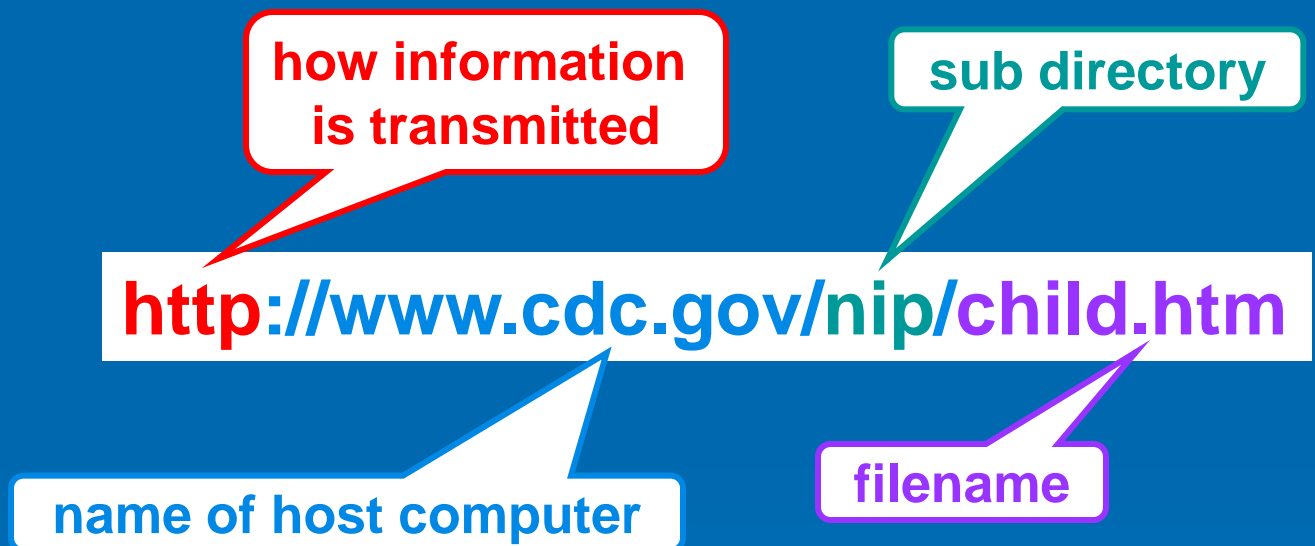 how information
is transmitted
sub directory
http://www.cdc.gov/nip/child.htm
name of host computer
filename